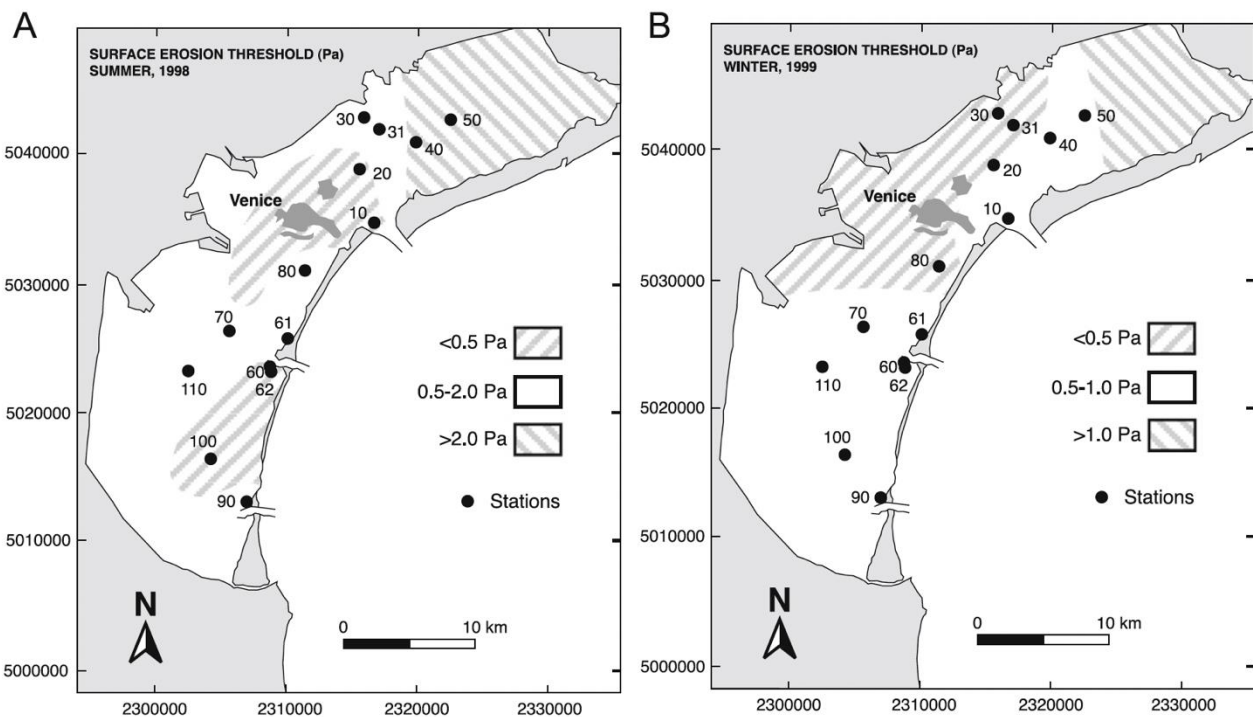 A
SURFACE EROSION THRESHOLD (Pa)
SUMMER, 1998
30
31
50
40
5040000
20
Venice
10
80
5030000
70
61
<0.5 Pa
60
110
62
0.5-2.0 Pa
5020000
100
>2.0 Pa
90
Stations
5010000
N
0
10 km
5000000
2300000
2310000
2320000
2330000
B
SURFACE EROSION THRESHOLD (Pa)
WINTER, 1999
30
31
50
40
5040000
20
Venice
10
80
5030000
70
61
<0.5 Pa
60
110
62
0.5-1.0 Pa
5020000
100
>1.0 Pa
90
Stations
5010000
N
0
10 km
5000000
2300000
2310000
2320000
2330000